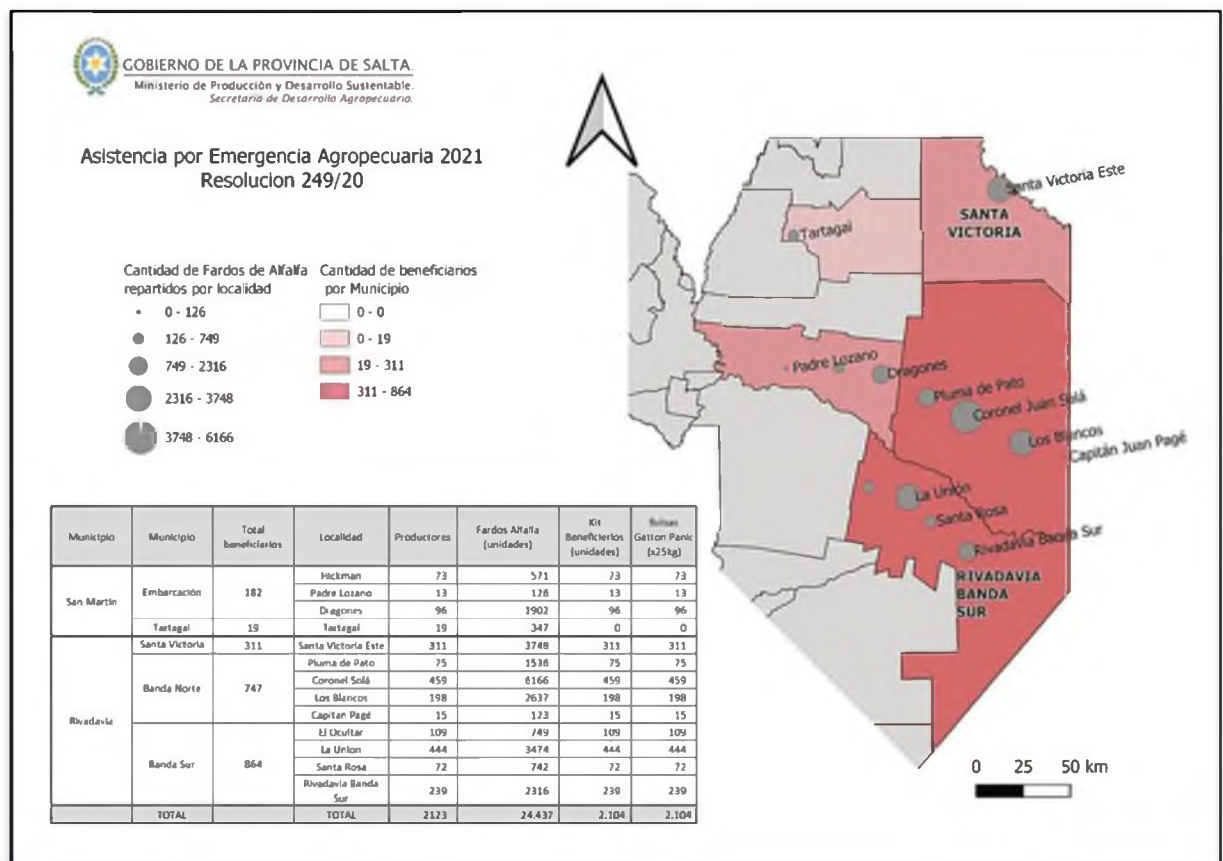 GOBIERNO DE LA PROVINCIA DE SALTA.
Ministerio de Producción y Desarrollo Sustentable.
Secretaria de Desarrollo Agropecuario.
Asistencia por Emergencia Agropecuaria 2021
Resolucion 249/20
Cantidad de Fardos de Alfalfa
repartidos por localidad
0 - 126
126 - 749
749 - 2316
2316 - 3748
3748 - 6166
Cantidad de beneficiarios
por Municipio
0 - 0
0 - 19
19 - 311
311 - 864
Santa Victoria Este
SANTA
VICTORIA
Tartagal
Padre Lozano
Dragones
Pluma de Pato
Coronel Juan Solá
Los Blancos
Capitán Juan Pagé
La Unión
Santa Rosa
Rivadavia Banda Sur
RIVADAVIA
BANDA
SUR
0 25 50 km
Municipio Municipio Total beneficiarios Localidad Productores Fardos Alfalfa (unidades) Kit Beneficierios (unidades) Bolsas Gatton Panic (x25kg)
San Martin Embarcación 182 Hickman 73 571 73 73
Padre Lozano 13 126 13 13
Dragones 96 1902 96 96
Tartagal 19 Tartagal 19 347 0 0
Rivadavia Santa Victoria 311 Santa Victoria Este 311 3748 311 311
Banda Norte 747 Pluma de Pato 75 1536 75 75
Coronel Solá 459 6166 459 459
Los Blancos 198 2637 198 198
Capitan Pagé 15 123 15 15
Banda Sur 864 El Ocultar 109 749 109 109
La Union 444 3474 444 444
Santa Rosa 72 742 72 72
Rivadavia Banda Sur 239 2316 239 239
TOTAL TOTAL 2123 24.437 2.104 2.104